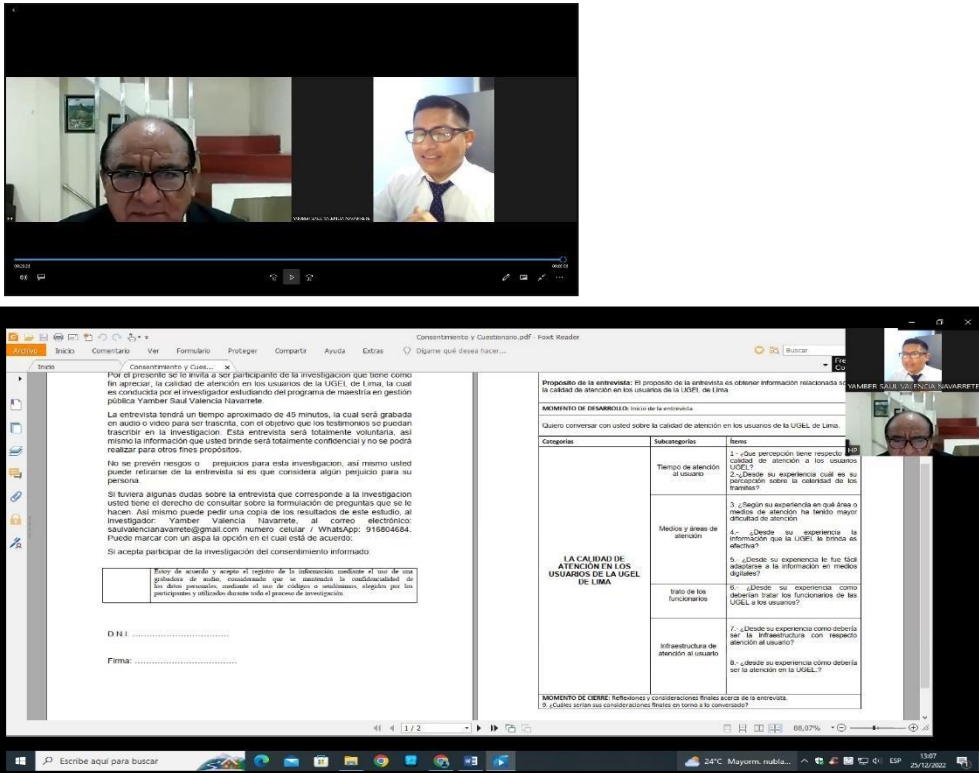 YAMBER SAUL VALENCIA NAVARRETE
Consentimiento y Cuestionario.pdf - Foxit Reader
Archivo Inicio Comentario Ver Formulario Proteger Compartir Ayuda Extras Dígame qué desea hacer... Buscar
Inicio Consentimiento y Cues...
Por el presente se le invita a ser participante de la investigación que tiene como
fin apreciar, la calidad de atención en los usuarios de la UGEL de Lima, la cual
es conducida por el investigador estudiando del programa de maestría en gestión
pública Yamber Saul Valencia Navarrete.
La entrevista tendrá un tiempo aproximado de 45 minutos, la cual será grabada
en audio o video para ser trascrita, con el objetivo que los testimonios se puedan
trascribir en la investigacion. Esta entrevista será totalmente voluntaria, así
mismo la información que usted brinde será totalmente confidencial y no se podrá
realizar para otros fines propósitos.
No se prevén riesgos o prejuicios para esta investigacion, así mismo usted
puede retirarse de la entrevista si es que considera algún perjuicio para su
persona.
Si tuviera algunas dudas sobre la entrevista que corresponde a la investigacion
usted tiene el derecho de consultar sobre la formulación de preguntas que se le
hacen. Así mismo puede pedir una copia de los resultados de este estudio, al
investigador: Yamber Valencia Navarrete, al correo electrónico:
saulvalencianavarrete@gmail.com numero celular / WhatsApp: 916804684.
Puede marcar con un aspa la opción en el cual está de acuerdo:
Si acepta participar de la investigación del consentimiento informado:
Estoy de acuerdo y acepto el registro de la información mediante el uso de una
grabadora de audio, considerando que se mantendrá la confidencialidad de
los datos personales, mediante el uso de códigos o seudónimos, elegidos por los
participantes y utilizados durante todo el proceso de investigación.
D.N.I. ..................................
Firma: ....................................
Propósito de la entrevista: El propósito de la entrevista es obtener información relacionada
la calidad de atención en los usuarios de la UGEL de Lima
MOMENTO DE DESARROLLO: Inicio de la entrevista
Quiero conversar con usted sobre la calidad de atención en los usuarios de la UGEL de Lima.
Categorías Subcategorías Ítems
LA CALIDAD DE
ATENCIÓN EN LOS
USUARIOS DE LA UGEL
DE LIMA
Tiempo de atención
al usuario
1.- ¿Que percepción tiene respecto
calidad de atención a los usuarios
UGEL?
2.-¿Desde su experiencia cuál es su
percepción sobre la celeridad de los
tramites?
Medios y áreas de
atención
3. ¿Según su experiencia en qué área o
medios de atención ha tenido mayor
dificultad de atención
4.- ¿Desde su experiencia la
información que la UGEL le brinda es
efectiva?
5.- ¿Desde su experiencia le fue fácil
adaptarse a la información en medios
digitales?
trato de los
funcionarios
6.- ¿Desde su experiencia como
deberían tratar los funcionarios de las
UGEL a los usuarios?
Infraestructura de
atención al usuario
7.- ¿Desde su experiencia como debería
ser la Infraestructura con respecto
atención al usuario?
8.- ¿desde su experiencia cómo debería
ser la atención en la UGEL.?
MOMENTO DE CIERRE: Reflexiones y consideraciones finales acerca de la entrevista.
9. ¿Cuáles serían sus consideraciones finales en torno a lo conversado?
YAMBER SAUL VALENCIA NAVARRETE
HP
1 / 2
88,07%
Escribe aquí para buscar
24°C Mayorm. nubla...
ESP
13:07
25/12/2022